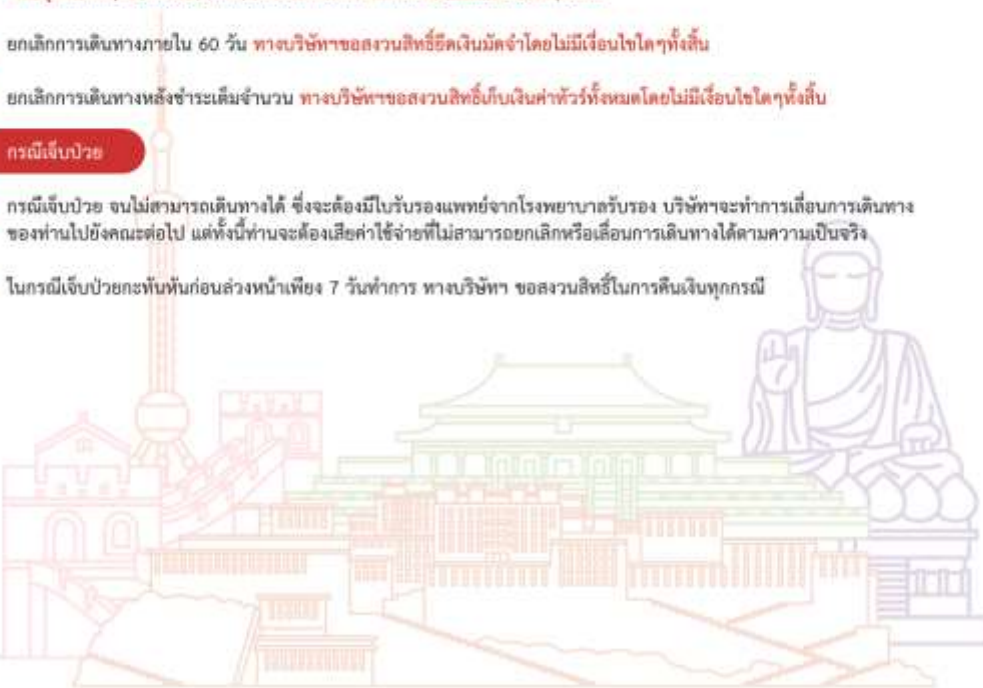 ยกเลิกการเดินทางภายใน 60 วัน ทางบริษัทฯขอสงวนสิทธิ์ยึดเงินมัดจำโดยไม่มีเงื่อนไขใดๆทั้งสิ้น
ยกเลิกการเดินทางหลังชำระเต็มจำนวน ทางบริษัทฯขอสงวนสิทธิ์เก็บเงินค่าทัวร์ทั้งหมดโดยไม่มีเงื่อนไขใดๆทั้งสิ้น
กรณีเจ็บป่วย
กรณีเจ็บป่วย จนไม่สามารถเดินทางได้ ซึ่งจะต้องมีใบรับรองแพทย์จากโรงพยาบาลรับรอง บริษัทฯจะทำการเลื่อนการเดินทาง
ของท่านไปยังคณะต่อไป แต่ทั้งนี้ท่านจะต้องเสียค่าใช้จ่ายที่ไม่สามารถยกเลิกหรือเลื่อนการเดินทางได้ตามความเป็นจริง
ในกรณีเจ็บป่วยกะทันหันก่อนล่วงหน้าเพียง 7 วันทำการ ทางบริษัทฯ ขอสงวนสิทธิ์ในการคืนเงินทุกกรณี